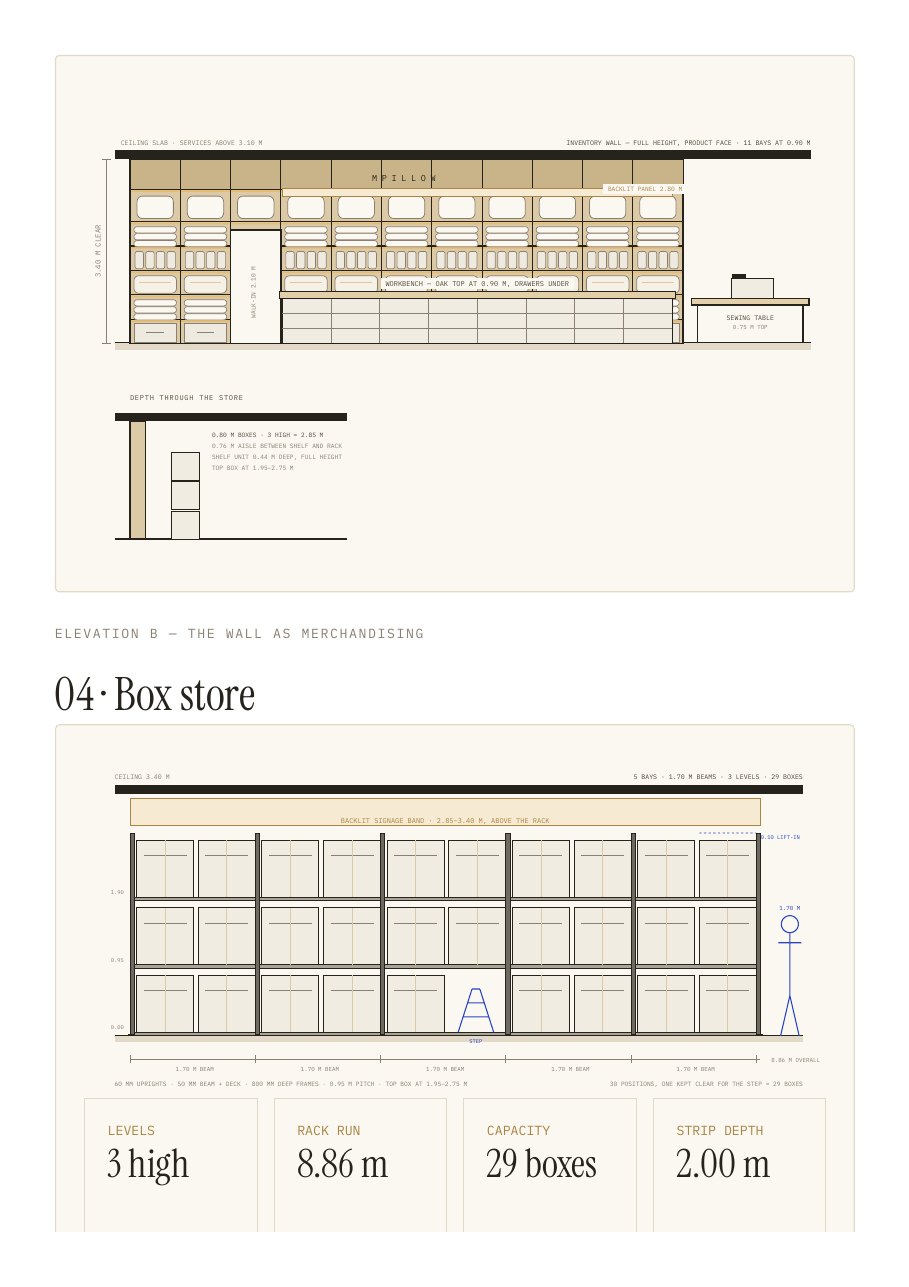 CEILING SLAB · SERVICES ABOVE 3.10 M
INVENTORY WALL — FULL HEIGHT, PRODUCT FACE · 11 BAYS AT 0.90 M
MPILLOW
BACKLIT PANEL 2.80 M
3.40 M CLEAR
WALK-IN 2.10 M
WORKBENCH — OAK TOP AT 0.90 M, DRAWERS UNDER
SEWING TABLE
0.75 M TOP
DEPTH THROUGH THE STORE
0.80 M BOXES · 3 HIGH = 2.85 M
0.76 M AISLE BETWEEN SHELF AND RACK
SHELF UNIT 0.44 M DEEP, FULL HEIGHT
TOP BOX AT 1.95–2.75 M
ELEVATION B — THE WALL AS MERCHANDISING
04 · Box store
CEILING 3.40 M
5 BAYS · 1.70 M BEAMS · 3 LEVELS · 29 BOXES
BACKLIT SIGNAGE BAND · 2.85–3.40 M, ABOVE THE RACK
0.10 LIFT-IN
1.90
1.70 M
0.95
0.00
STEP
8.86 M OVERALL
1.70 M BEAM
1.70 M BEAM
1.70 M BEAM
1.70 M BEAM
1.70 M BEAM
60 MM UPRIGHTS · 50 MM BEAM + DECK · 800 MM DEEP FRAMES · 0.95 M PITCH · TOP BOX AT 1.95–2.75 M
30 POSITIONS, ONE KEPT CLEAR FOR THE STEP = 29 BOXES
LEVELS
3 high
RACK RUN
8.86 m
CAPACITY
29 boxes
STRIP DEPTH
2.00 m